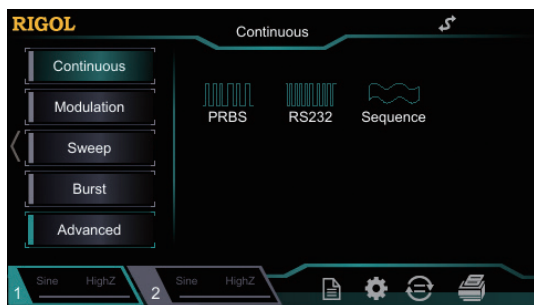 RIGOL
Continuous
Continuous
Modulation
Sweep
Burst
Advanced
PRBS
RS232
Sequence
1
Sine
HighZ
2
Sine
HighZ